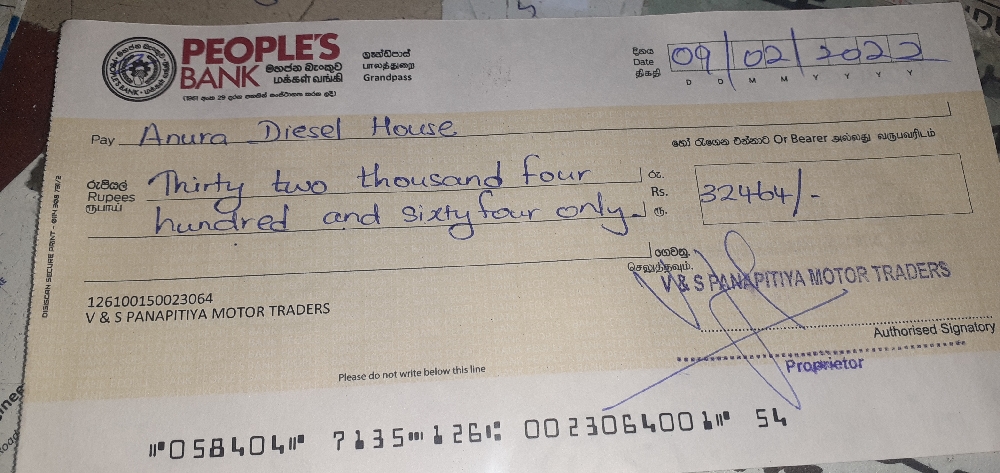 PEOPLE'S
BANK මහජන බැංකුව
மக்கள் வங்கி
ග්‍රෑන්ඩ්පාස්
பாலத்துறை
Grandpass
දිනය
Date
திகதி
09/02/2022
D D M M Y Y Y Y
Pay Anura Diesel House
හෝ රැගෙන එන්නාට Or Bearer அல்லது வருபவரிடம்
රුපියල්
Rupees
ரூபாய்
Thirty two thousand four
hundred and sixty four only.
රු.
Rs.
ரூ.
32464/-
ගෙවනු.
செலுத்தவும்.
V & S PANAPITIYA MOTOR TRADERS
126100150023064
V & S PANAPITIYA MOTOR TRADERS
Authorised Signatory
Proprietor
Please do not write below this line
058404 7135 126 0023064001 54